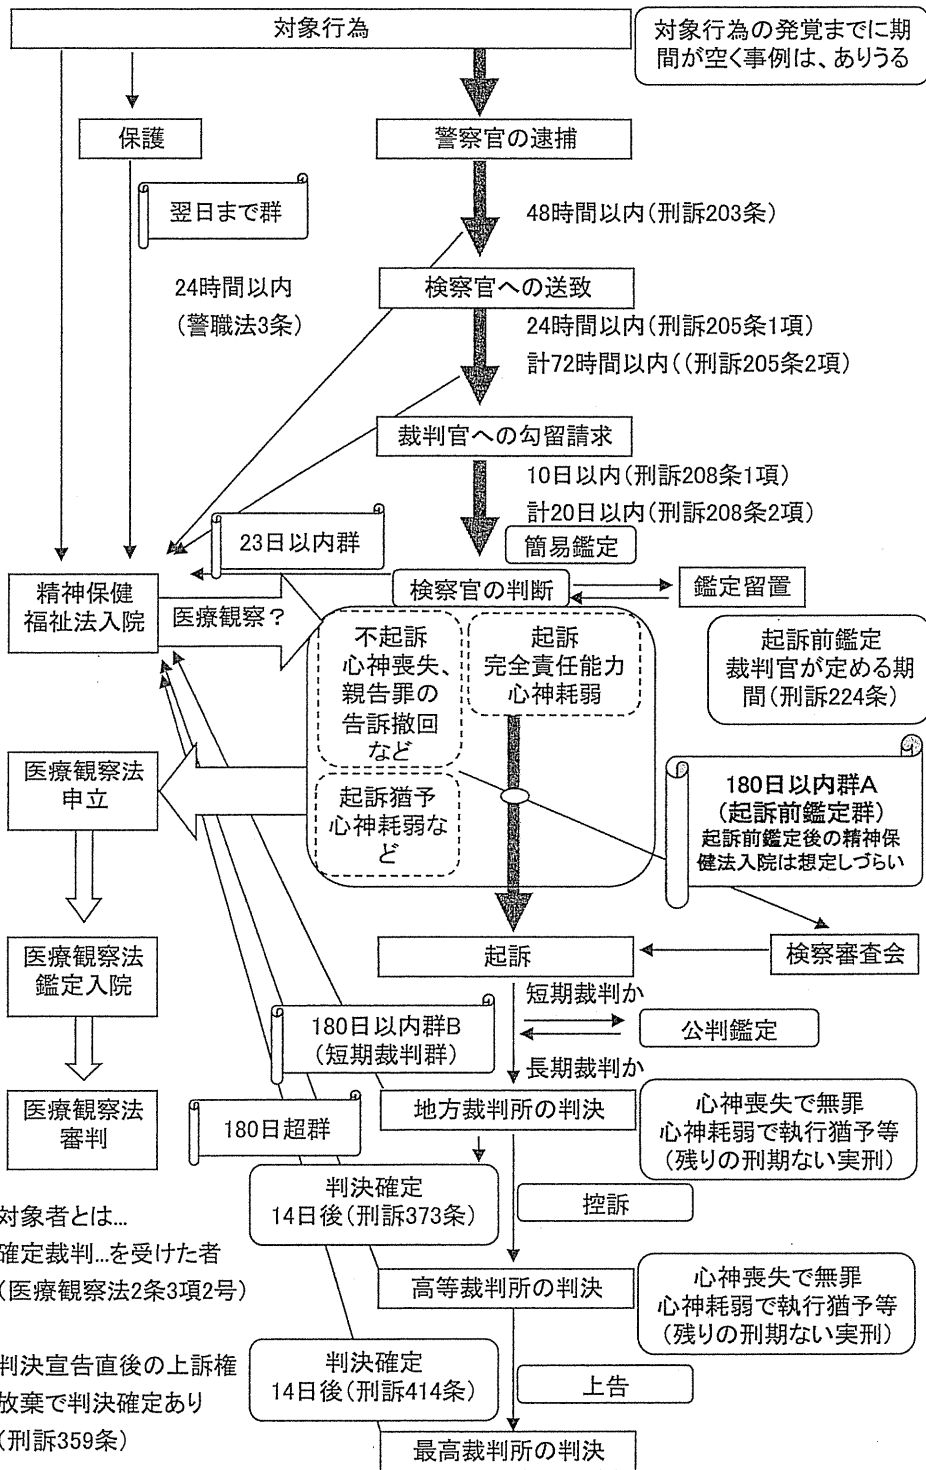 対象行為
対象行為の発覚までに期
間が空く事例は、ありうる
保護
警察官の逮捕
翌日まで群
48時間以内(刑訴203条)
24時間以内
(警職法3条)
検察官への送致
24時間以内(刑訴205条1項)
計72時間以内((刑訴205条2項)
裁判官への勾留請求
10日以内(刑訴208条1項)
計20日以内(刑訴208条2項)
23日以内群
簡易鑑定
精神保健
福祉法入院
医療観察?
検察官の判断
鑑定留置
不起訴
心神喪失、
親告罪の
告訴撤回
など
起訴
完全責任能力
心神耗弱
起訴前鑑定
裁判官が定める期
間(刑訴224条)
医療観察法
申立
起訴猶予
心神耗弱な
ど
180日以内群A
(起訴前鑑定群)
起訴前鑑定後の精神保
健法入院は想定しづらい
医療観察法
鑑定入院
起訴
検察審査会
短期裁判か
180日以内群B
(短期裁判群)
公判鑑定
長期裁判か
医療観察法
審判
180日超群
地方裁判所の判決
心神喪失で無罪
心神耗弱で執行猶予等
(残りの刑期ない実刑)
判決確定
14日後(刑訴373条)
控訴
対象者とは...
確定裁判...を受けた者
(医療観察法2条3項2号)
高等裁判所の判決
心神喪失で無罪
心神耗弱で執行猶予等
(残りの刑期ない実刑)
判決宣告直後の上訴権
放棄で判決確定あり
(刑訴359条)
判決確定
14日後(刑訴414条)
上告
最高裁判所の判決